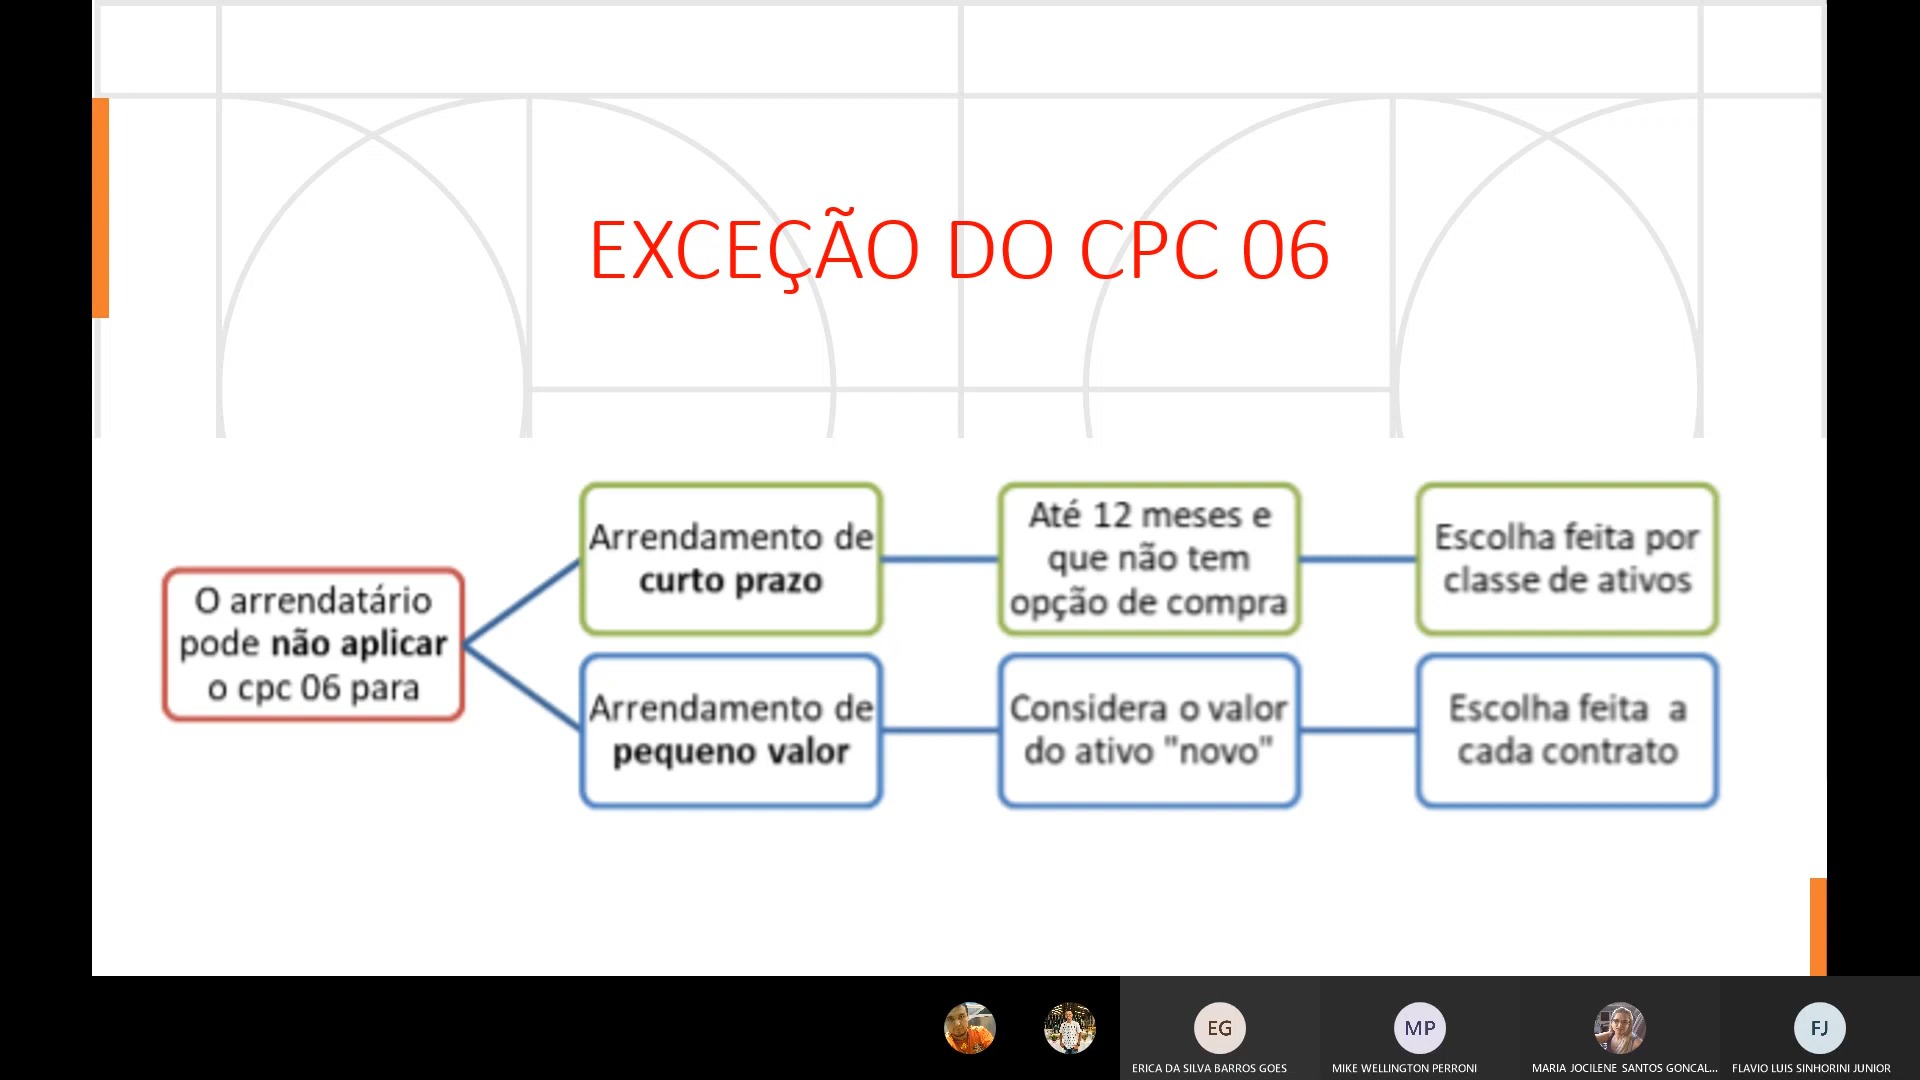 EXCEÇÃO DO CPC 06
O arrendatário
pode não aplicar
o cpc 06 para
Arrendamento de
curto prazo
Até 12 meses e
que não tem
opção de compra
Escolha feita por
classe de ativos
Arrendamento de
pequeno valor
Considera o valor
do ativo "novo"
Escolha feita  a
cada contrato
EG
ERICA DA SILVA BARROS GOES
MP
MIKE WELLINGTON PERRONI
MARIA JOCILENE SANTOS GONCAL...
FJ
FLAVIO LUIS SINHORINI JUNIOR